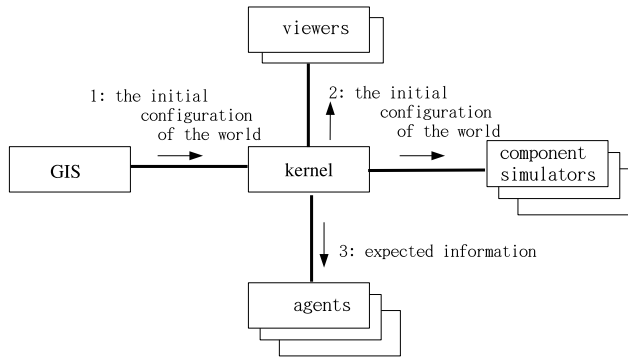 viewers
1: the initial
configuration
of the world
2: the initial
configuration
of the world
GIS
kernel
component
simulators
3: expected information
agents